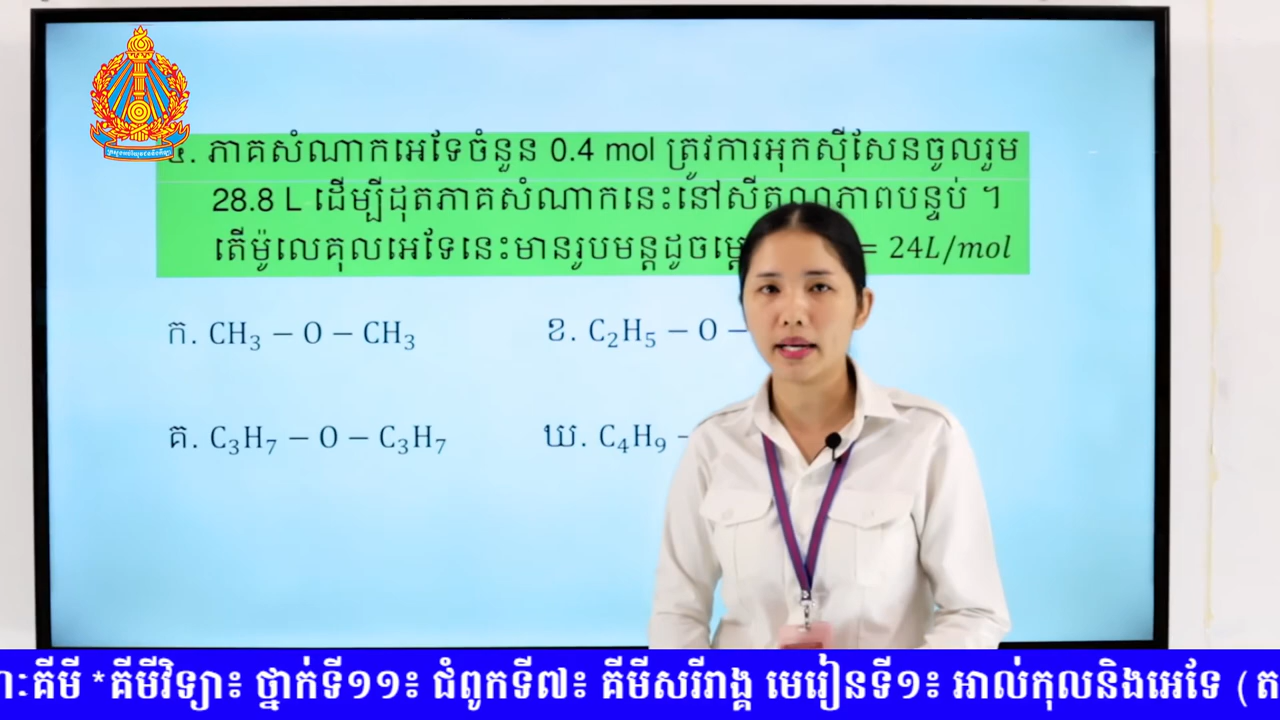 ៤. ភាគសំណាកអេទែចំនួន 0.4 mol ត្រូវការអុកស៊ីសែនចូលរួម
28.8 L ដើម្បីដុតភាគសំណាកនេះនៅសីតុណ្ហភាពបន្ទប់ ។
តើម៉ូលេគុលអេទែនេះមានរូបមន្តដូចម្តេច = 24L/mol
ក. CH₃ − O − CH₃
ខ. C₂H₅ − O −
គ. C₃H₇ − O − C₃H₇
ឃ. C₄H₉ −
គីមី *គីមីវិទ្យា៖ ថ្នាក់ទី១១៖ ជំពូកទី៧៖ គីមីសរីរាង្គ មេរៀនទី១៖ អាល់កុលនិងអេទែ (ត